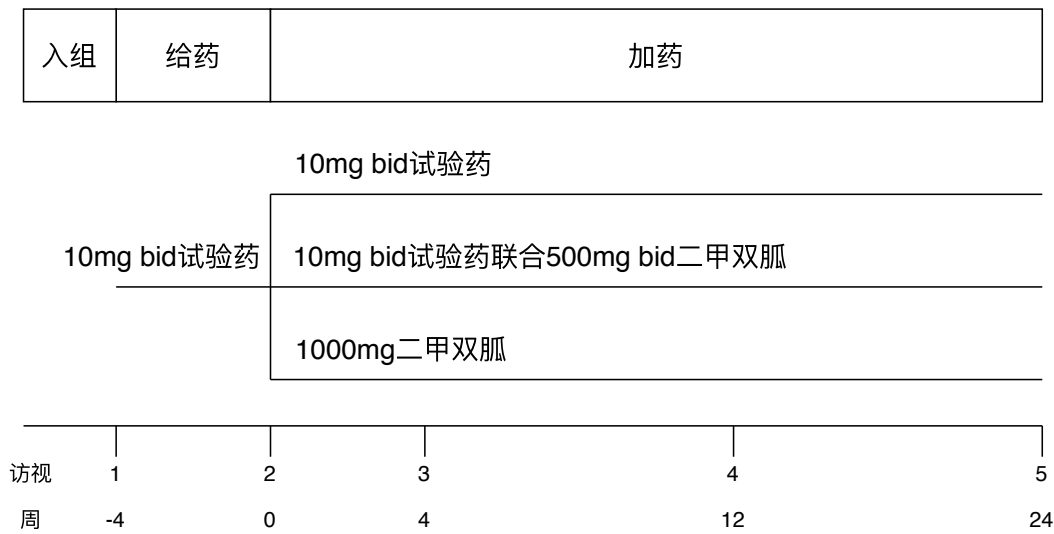 入组 给药 加药
10mg bid试验药
10mg bid试验药 10mg bid试验药联合500mg bid二甲双胍
1000mg二甲双胍
访视 1 2 3 4 5
周 -4 0 4 12 24